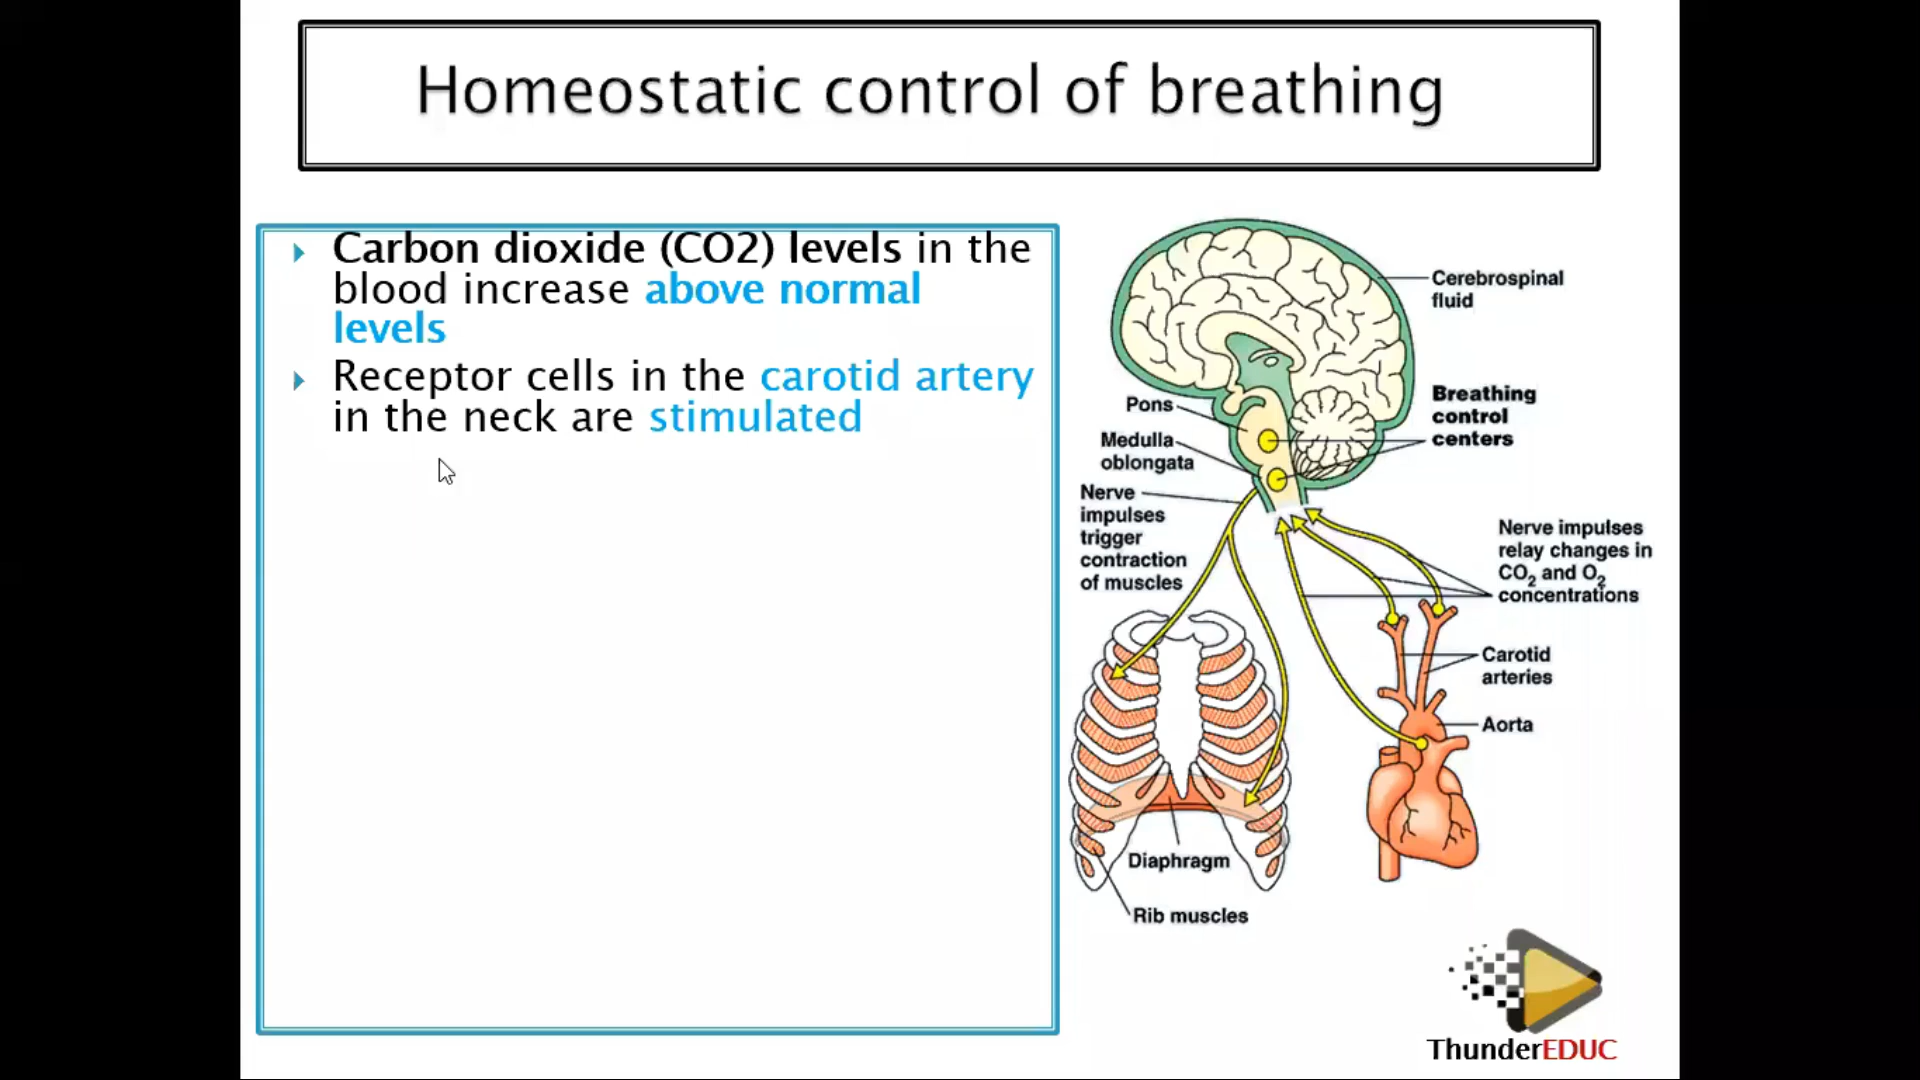 Homeostatic control of breathing
Carbon dioxide (CO2) levels in the
blood increase above normal
levels
Receptor cells in the carotid artery
in the neck are stimulated
Cerebrospinal
fluid
Pons
Breathing
control
centers
Medulla
oblongata
Nerve
impulses
trigger
contraction
of muscles
Nerve impulses
relay changes in
CO₂ and O₂
concentrations
Carotid
arteries
Aorta
Diaphragm
Rib muscles
ThunderEDUC